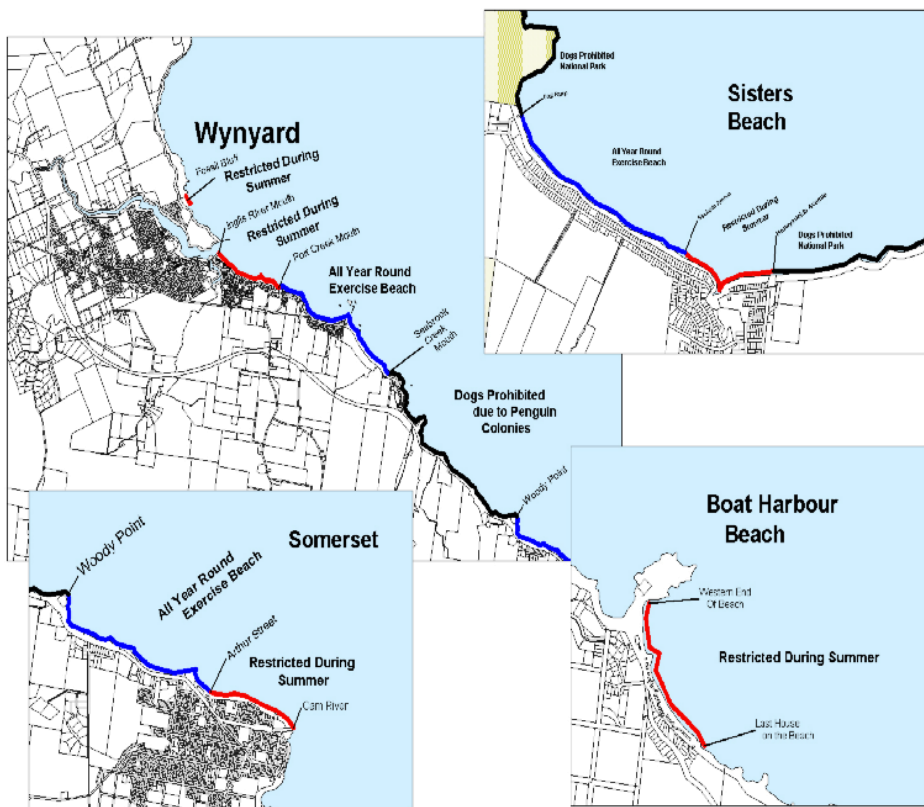 Wynyard
Fossil Bluff
Restricted During
Summer
Inglis River Mouth
Restricted During
Summer
Port Creek Mouth
All Year Round
Exercise Beach
Seabrook
Creek
Mouth
Dogs Prohibited
due to Penguin
Colonies
Woody Point
Dogs Prohibited
National Park
Sisters
Beach
All Year Round
Exercise Beach
Restricted During
Summer
Dogs Prohibited
National Park
Somerset
Woody Point
All Year Round
Exercise Beach
Arthur Street
Restricted During
Summer
Cam River
Boat Harbour
Beach
Western End
Of Beach
Restricted During Summer
Last House
on the Beach